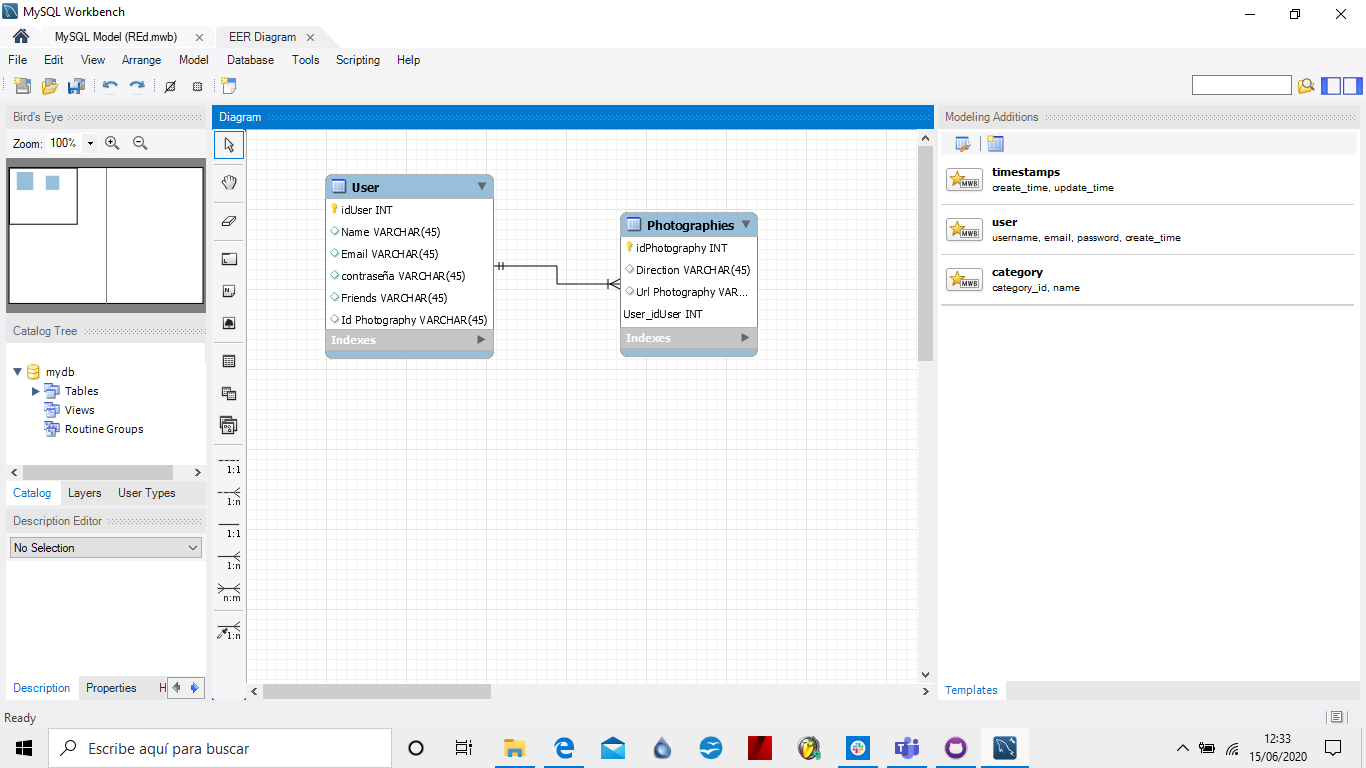 MySQL Workbench
MySQL Model (REd.mwb)
EER Diagram
File Edit View Arrange Model Database Tools Scripting Help
Bird's Eye
Zoom: 100%
Catalog Tree
mydb
Tables
Views
Routine Groups
Catalog Layers User Types
Description Editor
No Selection
Description Properties H
Diagram
1:1
1:n
1:1
1:n
n:m
1:n
User
idUser INT
Name VARCHAR(45)
Email VARCHAR(45)
contraseña VARCHAR(45)
Friends VARCHAR(45)
Id Photography VARCHAR(45)
Indexes
Photographies
idPhotography INT
Direction VARCHAR(45)
Url Photography VAR...
User_idUser INT
Indexes
Modeling Additions
MWB
timestamps
create_time, update_time
MWB
user
username, email, password, create_time
MWB
category
category_id, name
Templates
Ready
Escribe aquí para buscar
12:33
15/06/2020